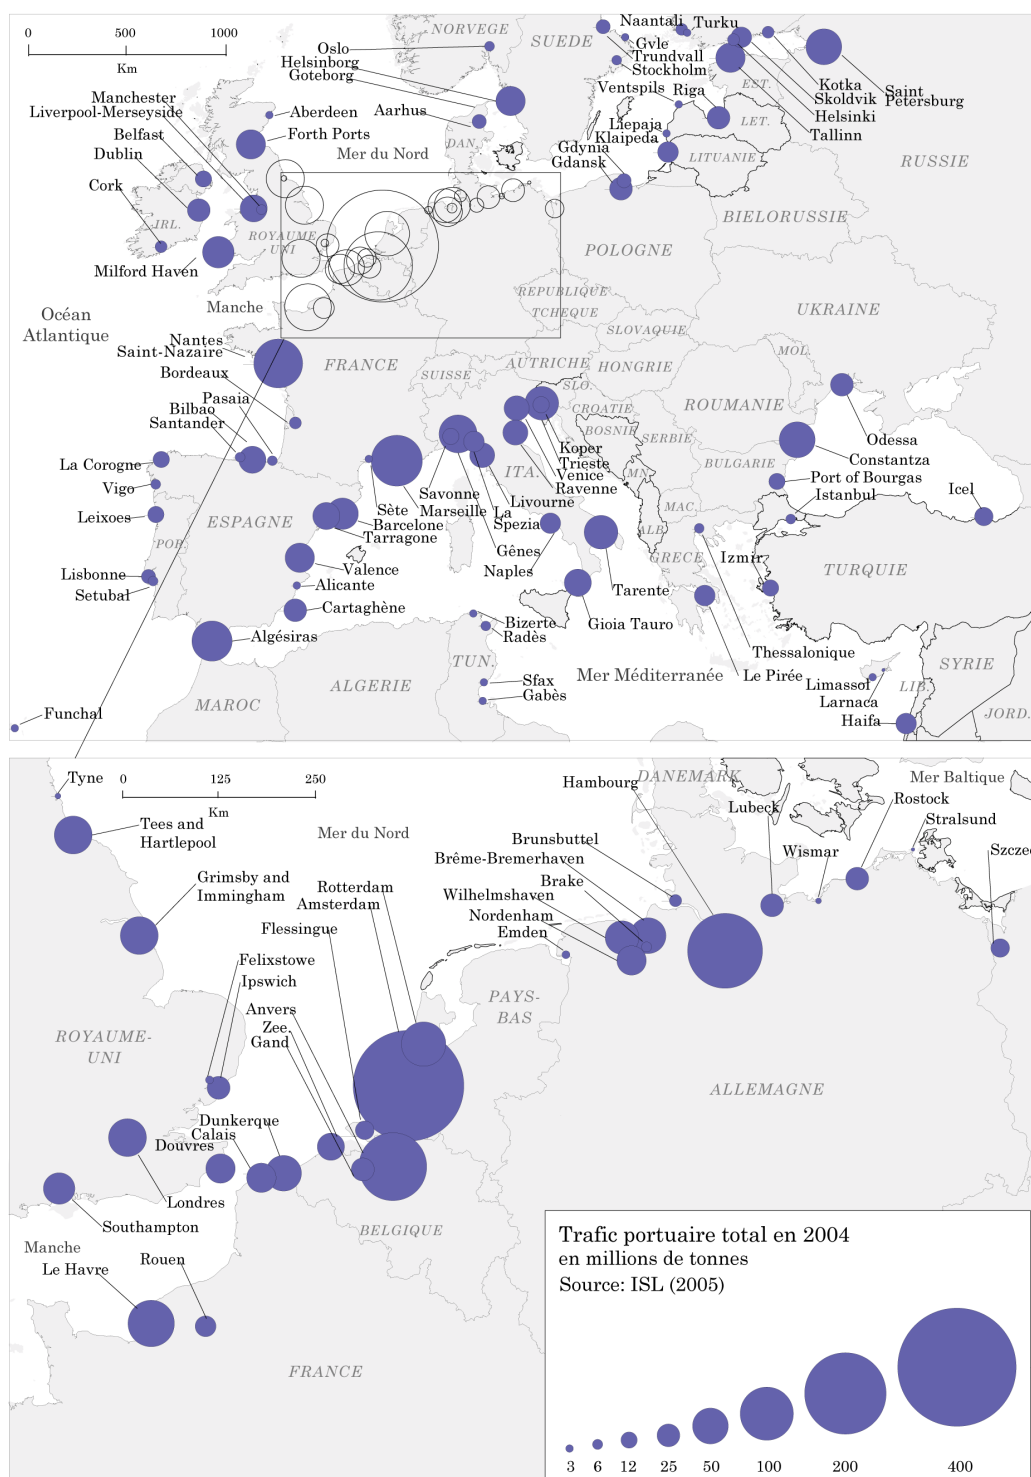 0 500 1000
Km
NORVEGE
SUEDE
Oslo
Helsinborg
Goteborg
Naantali
Turku
Gvle
Trundvall
Stockholm
Kotka
Skoldvik
Helsinki
Tallinn
Saint
Petersburg
EST.
Ventspils
Riga
Manchester
Liverpool-Merseyside
Belfast
Dublin
Cork
Aberdeen
Forth Ports
Aarhus
Mer du Nord
DAN.
LET.
Liepaja
Klaipeda
Gdynia
Gdansk
LITUANIE
RUSSIE
IRL.
ROYAUME
UNI
BIELORUSSIE
Milford Haven
POLOGNE
Océan
Atlantique
Manche
REPUBLIQUE
TCHEQUE
UKRAINE
SLOVAQUIE
Nantes
Saint-Nazaire
Bordeaux
FRANCE
SUISSE
AUTRICHE
HONGRIE
MOL.
SLO.
Pasaia
Bilbao
Santander
CROATIE
BOSNIE
SERBIE
ROUMANIE
Odessa
Constantza
La Corogne
Vigo
Leixoes
Koper
Trieste
Venice
Ravenne
ITA.
BULGARIE
MN.
Port of Bourgas
Istanbul
Icel
Savonne
Marseille
Livourne
La
Spezia
Gênes
Naples
Sète
Barcelone
Tarragone
ESPAGNE
POR.
MAC.
ALB.
GRECE
Izmir
TURQUIE
Lisbonne
Setubal
Valence
Alicante
Cartaghène
Tarente
Gioia Tauro
Algésiras
Bizerte
Radès
TUN.
Thessalonique
Le Pirée
SYRIE
Limassol
Larnaca
LIB.
Haifa
JORD.
Mer Méditerranée
Sfax
Gabès
ALGERIE
MAROC
Funchal
Tyne
0 125 250
Km
Mer du Nord
Tees and
Hartlepool
Hambourg
DANEMARK
Mer Baltique
Rostock
Stralsund
Lubeck
Wismar
Szczec
Brunsbuttel
Brême-Bremerhaven
Brake
Wilhelmshaven
Nordenham
Emden
Grimsby and
Immingham
Rotterdam
Amsterdam
Flessingue
Felixstowe
Ipswich
Anvers
Zee.
Gand
PAYS-
BAS
ROYAUME-
UNI
ALLEMAGNE
Dunkerque
Calais
Douvres
Londres
Southampton
BELGIQUE
Manche
Le Havre
Rouen
FRANCE
Trafic portuaire total en 2004
en millions de tonnes
Source: ISL (2005)
3 6 12 25 50 100 200 400